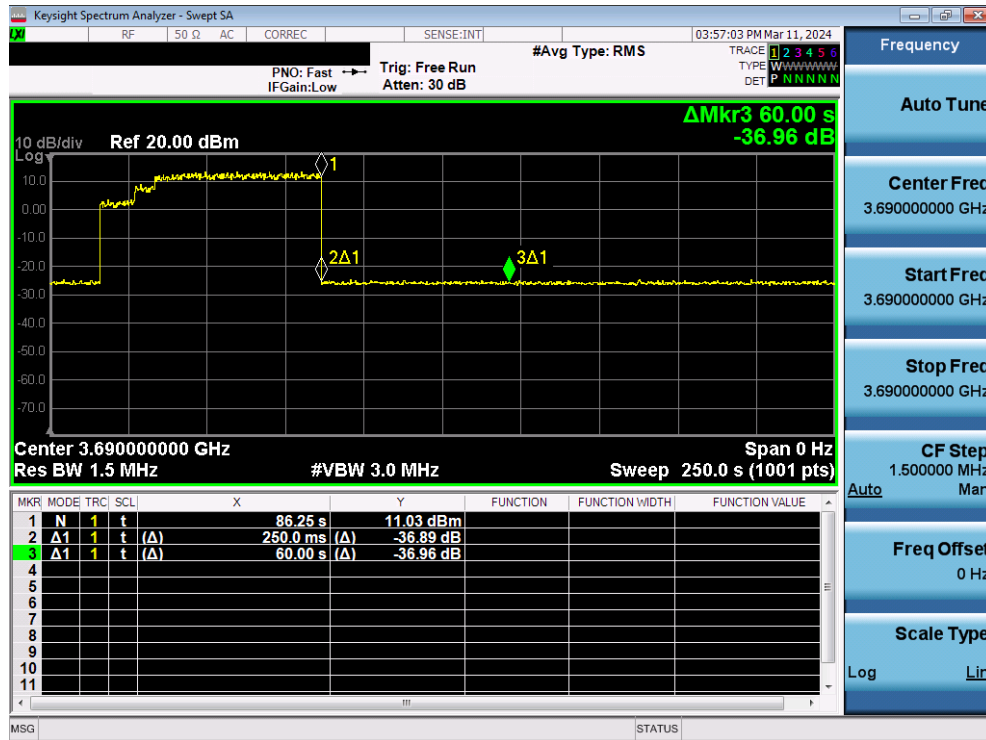 Keysight Spectrum Analyzer - Swept SA
LXI RF 50 Ω AC CORREC SENSE:INT 03:57:03 PM Mar 11, 2024
#Avg Type: RMS
TRACE 1 2 3 4 5 6
TYPE W W W W W W
DET P N N N N N
PNO: Fast
IFGain:Low
Trig: Free Run
Atten: 30 dB
ΔMkr3 60.00 s
-36.96 dB
10 dB/div Ref 20.00 dBm
Log
10.0
0.00
-10.0
-20.0
-30.0
-40.0
-50.0
-60.0
-70.0
1
2Δ1
3Δ1
Center 3.690000000 GHz Span 0 Hz
Res BW 1.5 MHz #VBW 3.0 MHz Sweep 250.0 s (1001 pts)
MKR MODE TRC SCL X Y FUNCTION FUNCTION WIDTH FUNCTION VALUE
1 N 1 t 86.25 s 11.03 dBm
2 Δ1 1 t (Δ) 250.0 ms (Δ) -36.89 dB
3 Δ1 1 t (Δ) 60.00 s (Δ) -36.96 dB
4
5
6
7
8
9
10
11
MSG STATUS
Frequency
Auto Tune
Center Freq
3.690000000 GHz
Start Freq
3.690000000 GHz
Stop Freq
3.690000000 GHz
CF Step
1.500000 MHz
Auto Man
Freq Offset
0 Hz
Scale Type
Log Lin